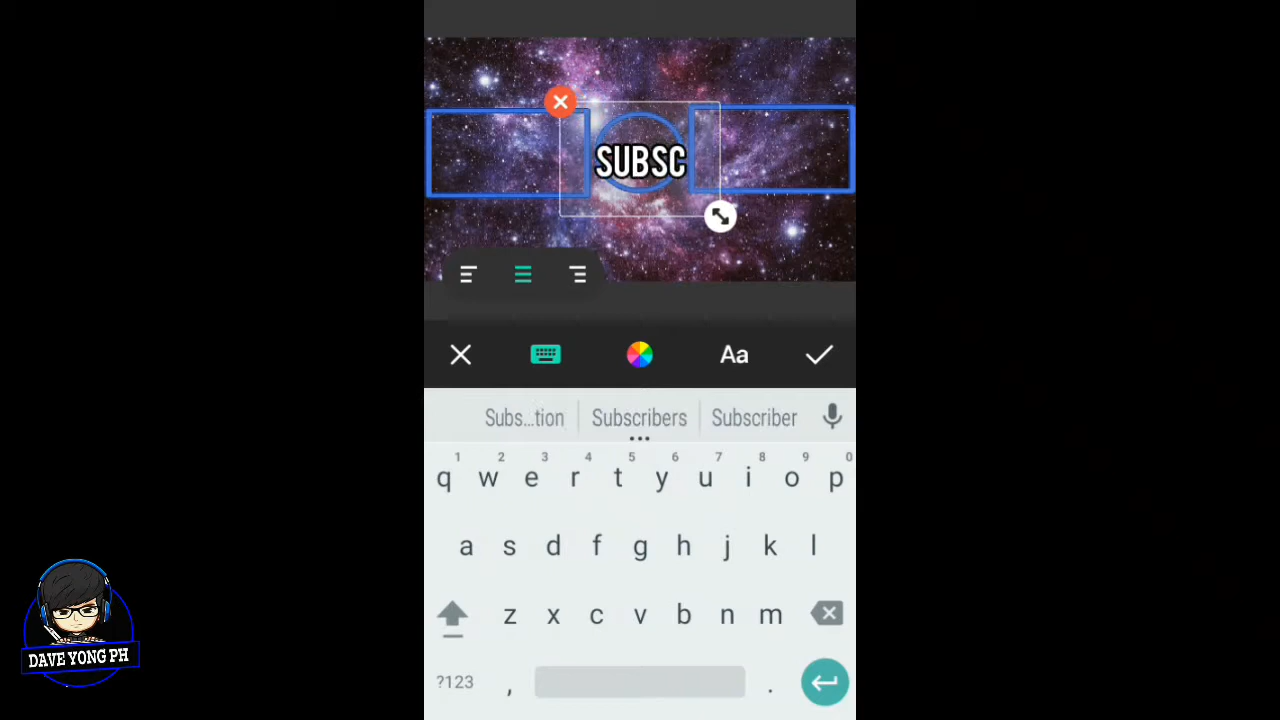 SUBSC
Aa
Subs...tion Subscribers Subscriber
1 2 3 4 5 6 7 8 9 0
q w e r t y u i o p
a s d f g h j k l
z x c v b n m
?123 , .
DAVE YONG PH